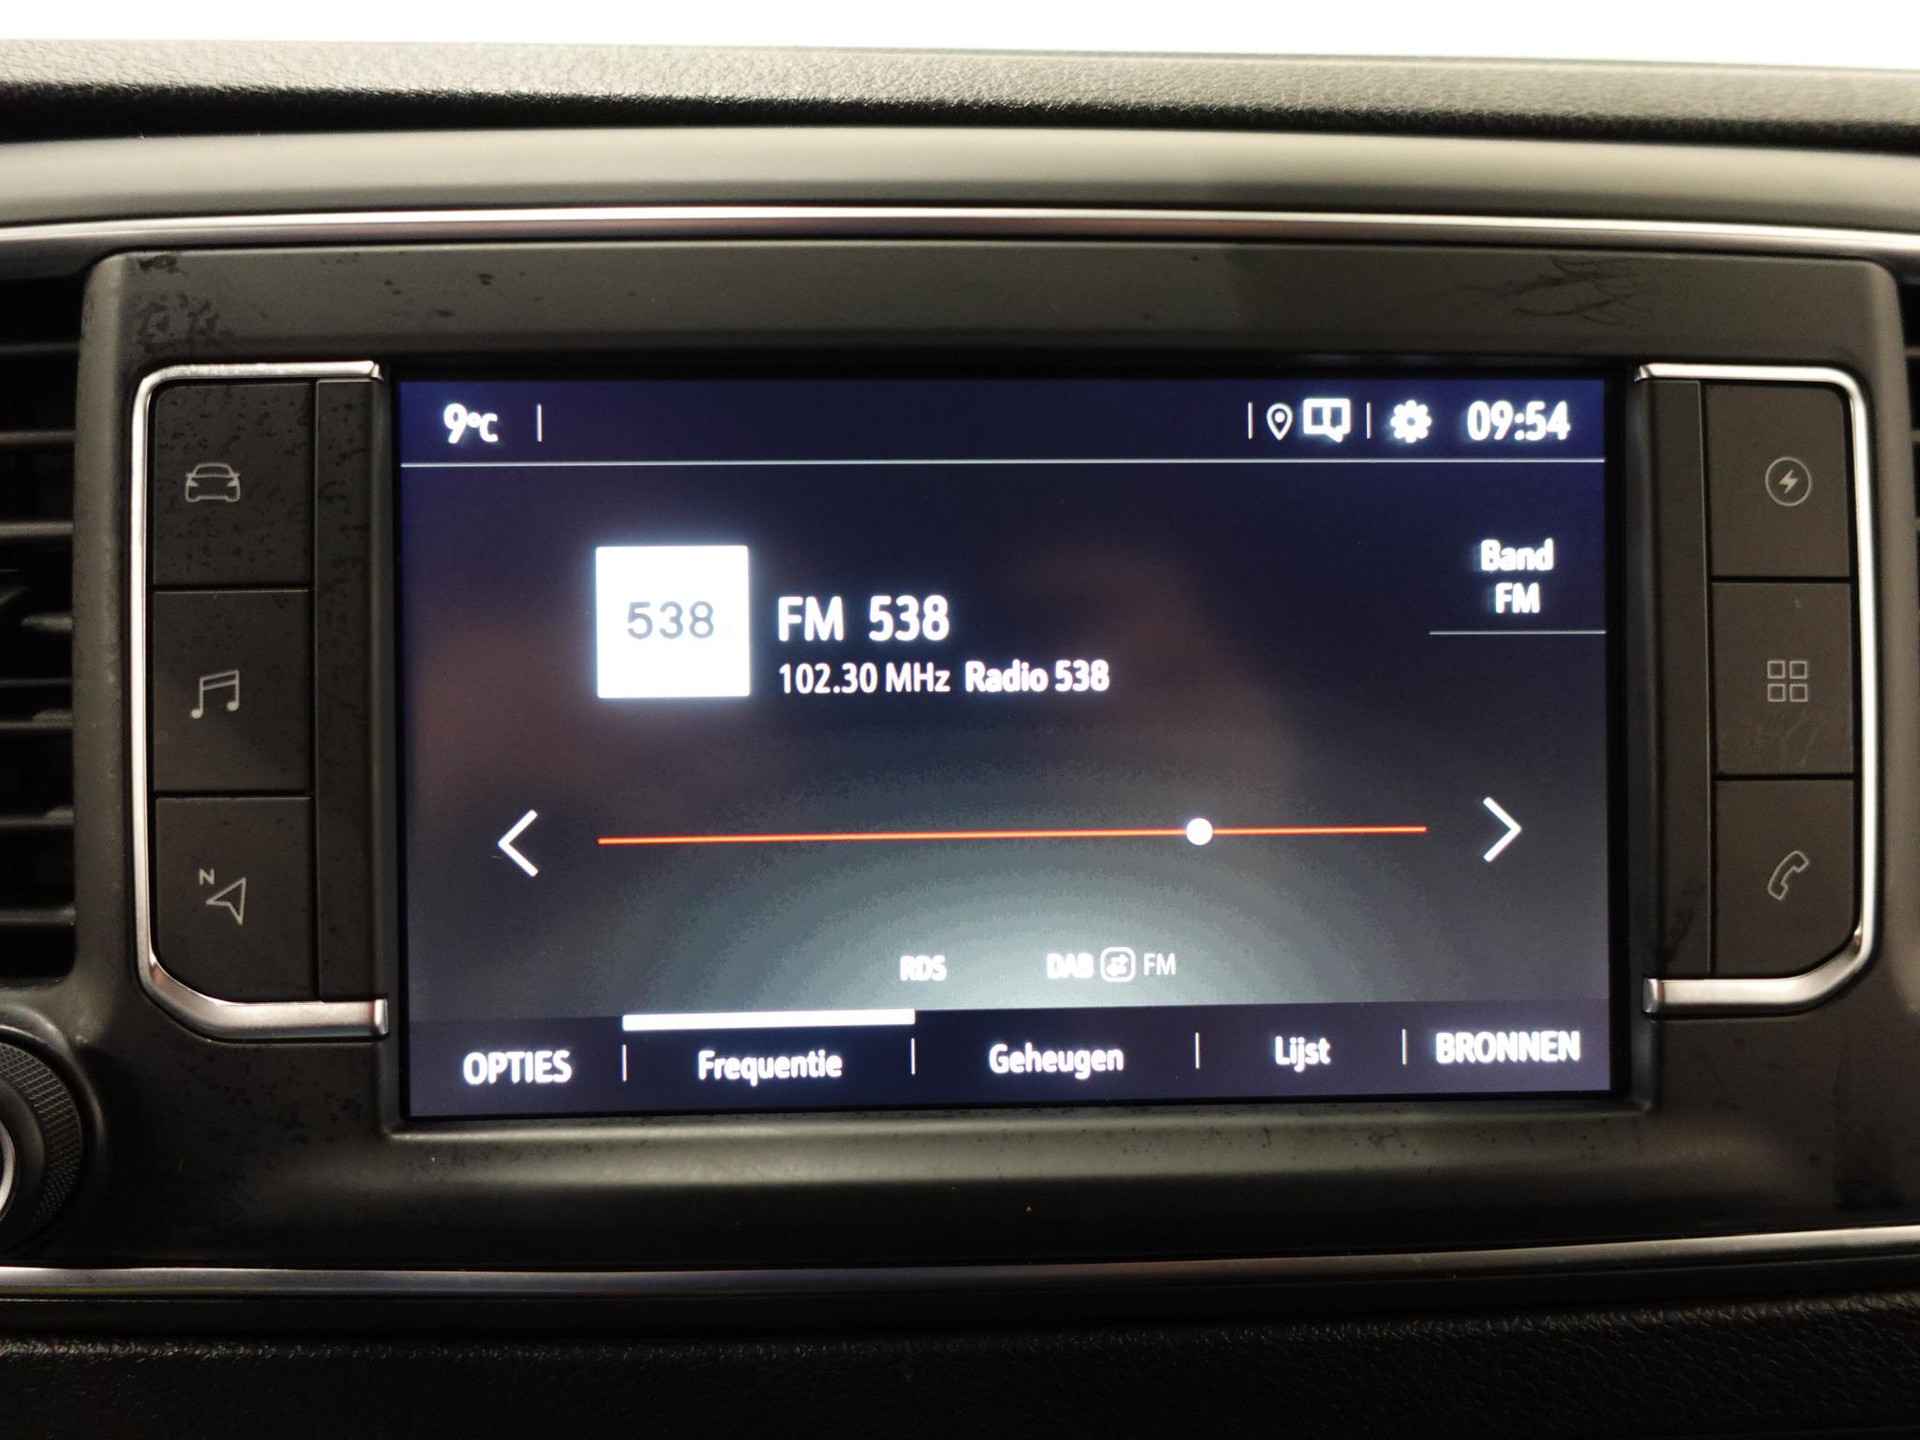 9°C 09:54
Band
FM
538
FM 538
102.30 MHz Radio 538
N
RDS DAB FM
OPTIES Frequentie Geheugen Lijst BRONNEN